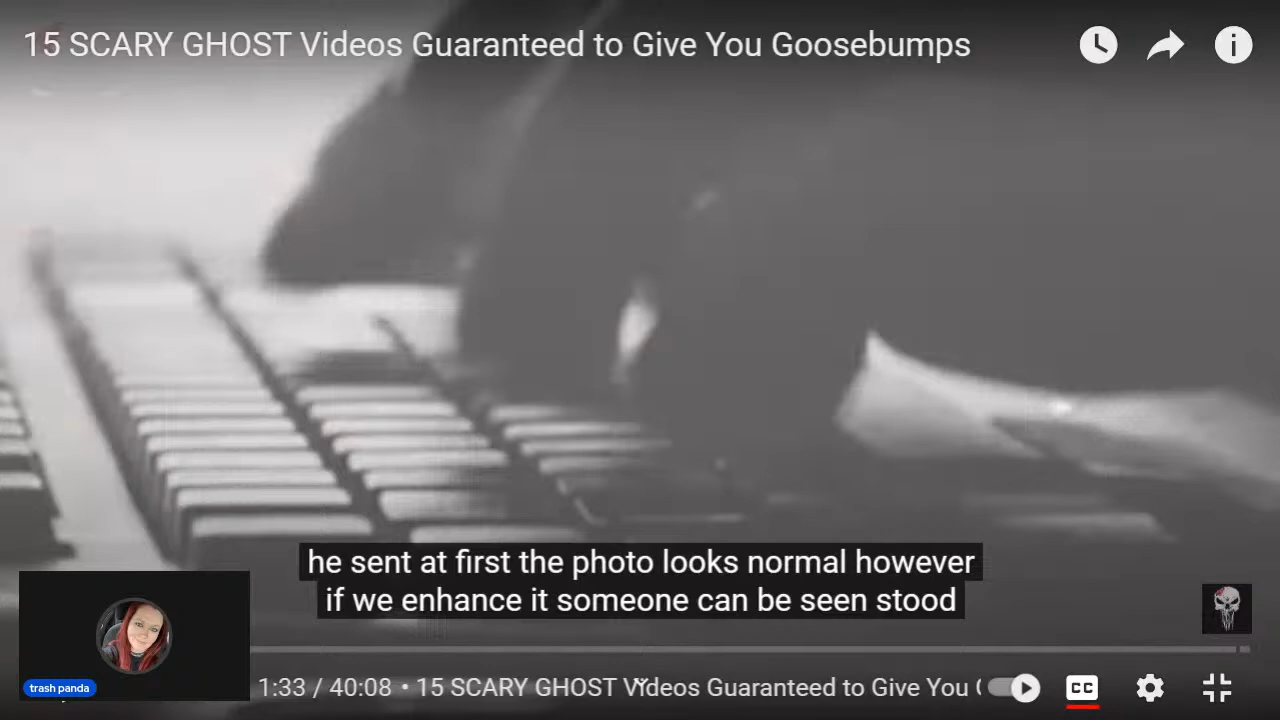 15 SCARY GHOST Videos Guaranteed to Give You Goosebumps
he sent at first the photo looks normal however
if we enhance it someone can be seen stood
trash panda
1:33 / 40:08 • 15 SCARY GHOST Videos Guaranteed to Give You
CC